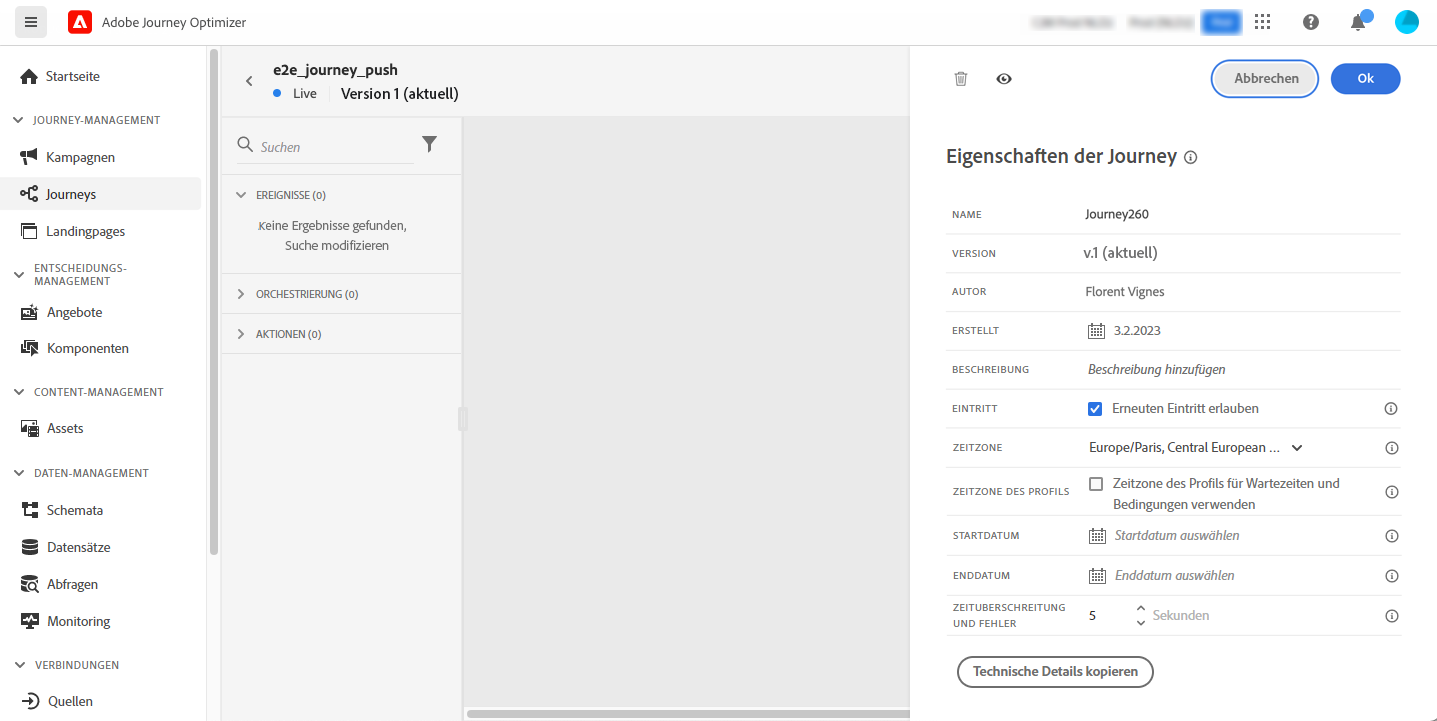 Adobe Journey Optimizer
Startseite
JOURNEY-MANAGEMENT
Kampagnen
Journeys
Landingpages
ENTSCHEIDUNGS-
MANAGEMENT
Angebote
Komponenten
CONTENT-MANAGEMENT
Assets
DATEN-MANAGEMENT
Schemata
Datensätze
Abfragen
Monitoring
VERBINDUNGEN
Quellen
e2e_journey_push
Live Version 1 (aktuell)
Suchen
EREIGNISSE (0)
Keine Ergebnisse gefunden,
Suche modifizieren
ORCHESTRIERUNG (0)
AKTIONEN (0)
Abbrechen Ok
Eigenschaften der Journey
NAME Journey260
VERSION v.1 (aktuell)
AUTOR Florent Vignes
ERSTELLT 3.2.2023
BESCHREIBUNG Beschreibung hinzufügen
EINTRITT Erneuten Eintritt erlauben
ZEITZONE Europe/Paris, Central European ...
ZEITZONE DES PROFILS Zeitzone des Profils für Wartezeiten und
Bedingungen verwenden
STARTDATUM Startdatum auswählen
ENDDATUM Enddatum auswählen
ZEITUBERSCHREITUNG
UND FEHLER 5 Sekunden
Technische Details kopieren